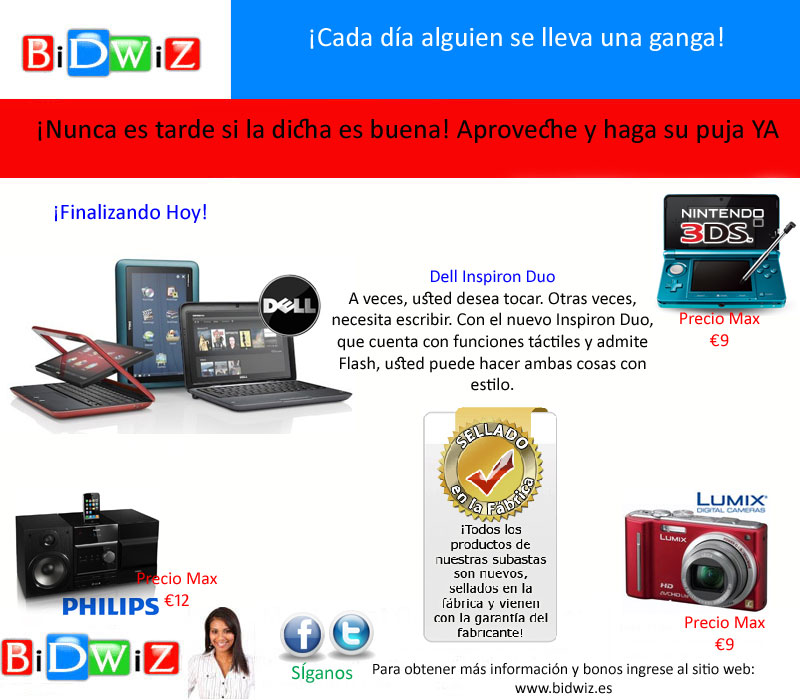 BiDWiZ
¡Cada día alguien se lleva una ganga!
¡Nunca es tarde si la dicha es buena! Aproveche y haga su puja YA
¡Finalizando Hoy!
DELL
Dell Inspiron Duo
A veces, usted desea tocar. Otras veces,
necesita escribir. Con el nuevo Inspiron Duo,
que cuenta con funciones táctiles y admite
Flash, usted puede hacer ambas cosas con
estilo.
NINTENDO
3DS.
Precio Max
€9
SELLADO
en la Fábrica
¡Todos los
productos de
nuestras subastas
son nuevos,
sellados en la
fábrica y vienen
con la garantía del
fabricante!
Precio Max
€12
PHILIPS
LUMIX
DIGITAL CAMERAS
LUMIX
HD
AVCHD Lite
Precio Max
€9
BiDWiZ
SÍganos
Para obtener más información y bonos ingrese al sitio web:
www.bidwiz.es